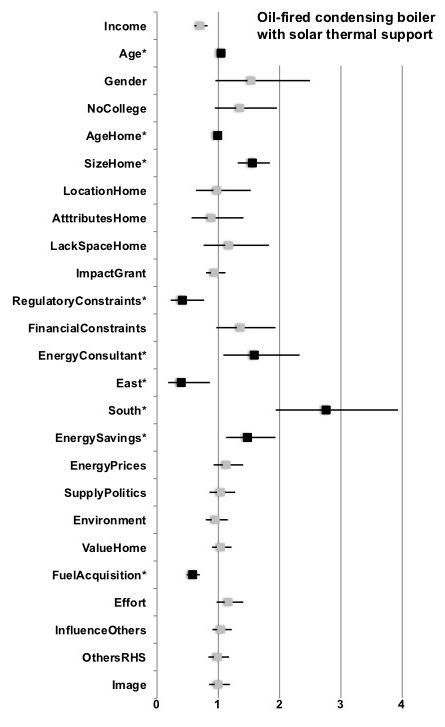 Oil-fired condensing boiler
with solar thermal support
Income
Age*
Gender
NoCollege
AgeHome*
SizeHome*
LocationHome
AtttributesHome
LackSpaceHome
ImpactGrant
RegulatoryConstraints*
FinancialConstraints
EnergyConsultant*
East*
South*
EnergySavings*
EnergyPrices
SupplyPolitics
Environment
ValueHome
FuelAcquisition*
Effort
InfluenceOthers
OthersRHS
Image
0 1 2 3 4